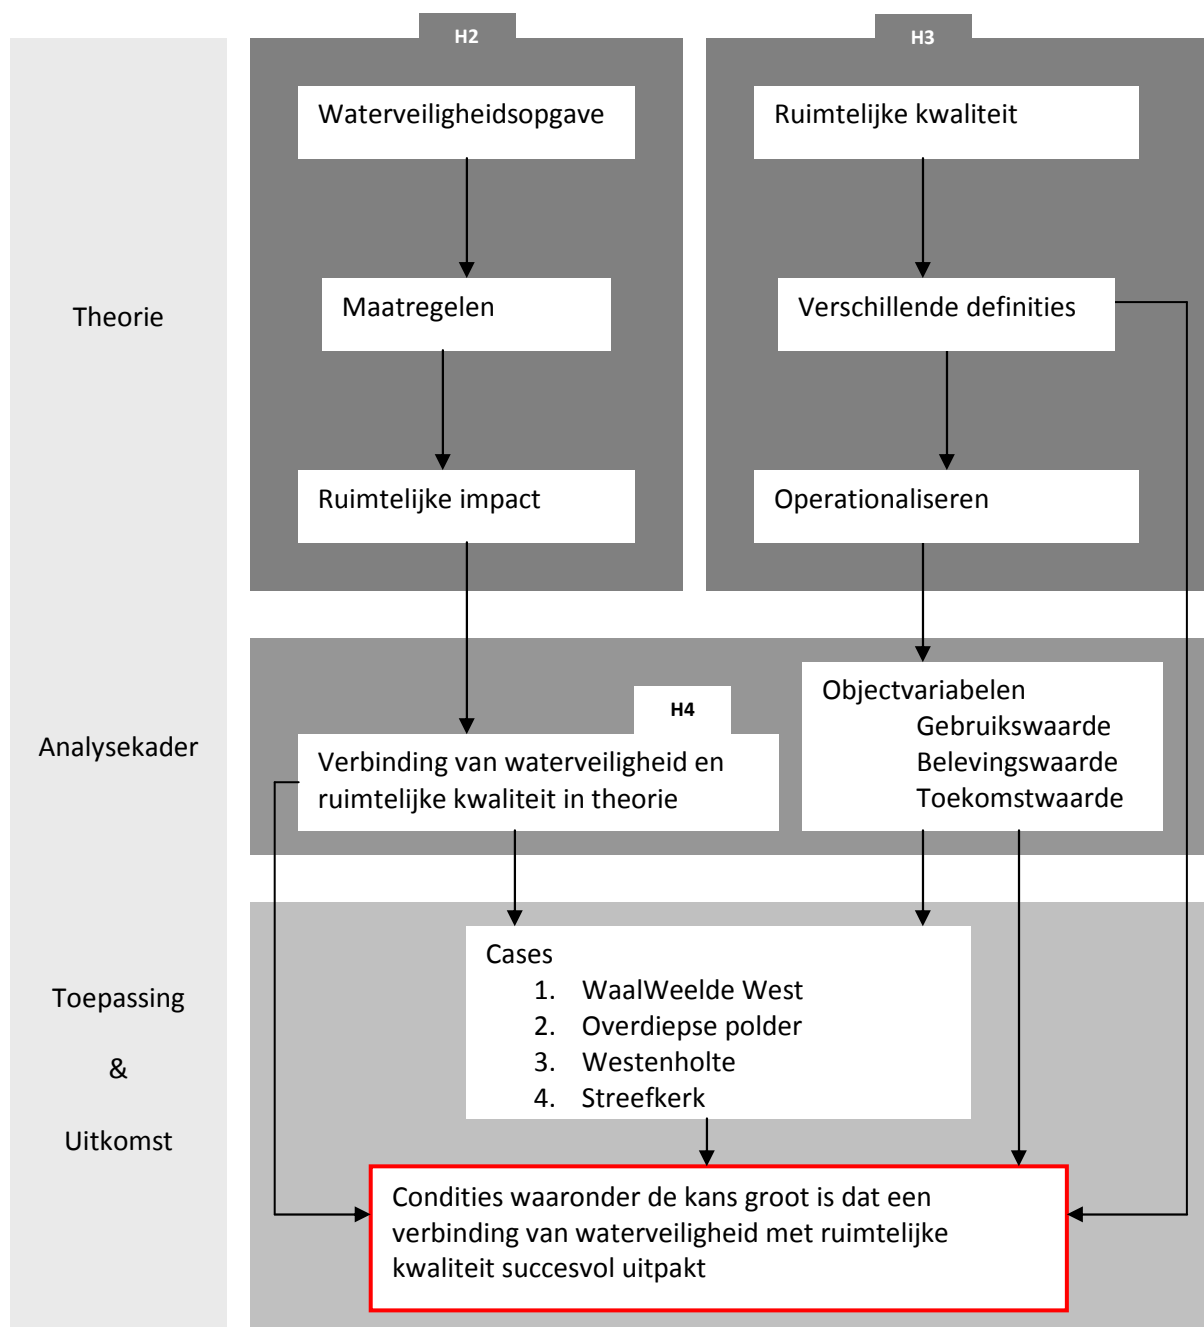 H2
H3
Waterveiligheidsopgave
Ruimtelijke kwaliteit
Theorie
Maatregelen
Verschillende definities
Ruimtelijke impact
Operationaliseren
Analysekader
H4
Verbinding van waterveiligheid en
ruimtelijke kwaliteit in theorie
Objectvariabelen
Gebruikswaarde
Belevingswaarde
Toekomstwaarde
Toepassing
&
Uitkomst
Cases
1. WaalWeelde West
2. Overdiepse polder
3. Westenholte
4. Streefkerk
Condities waaronder de kans groot is dat een
verbinding van waterveiligheid met ruimtelijke
kwaliteit succesvol uitpakt